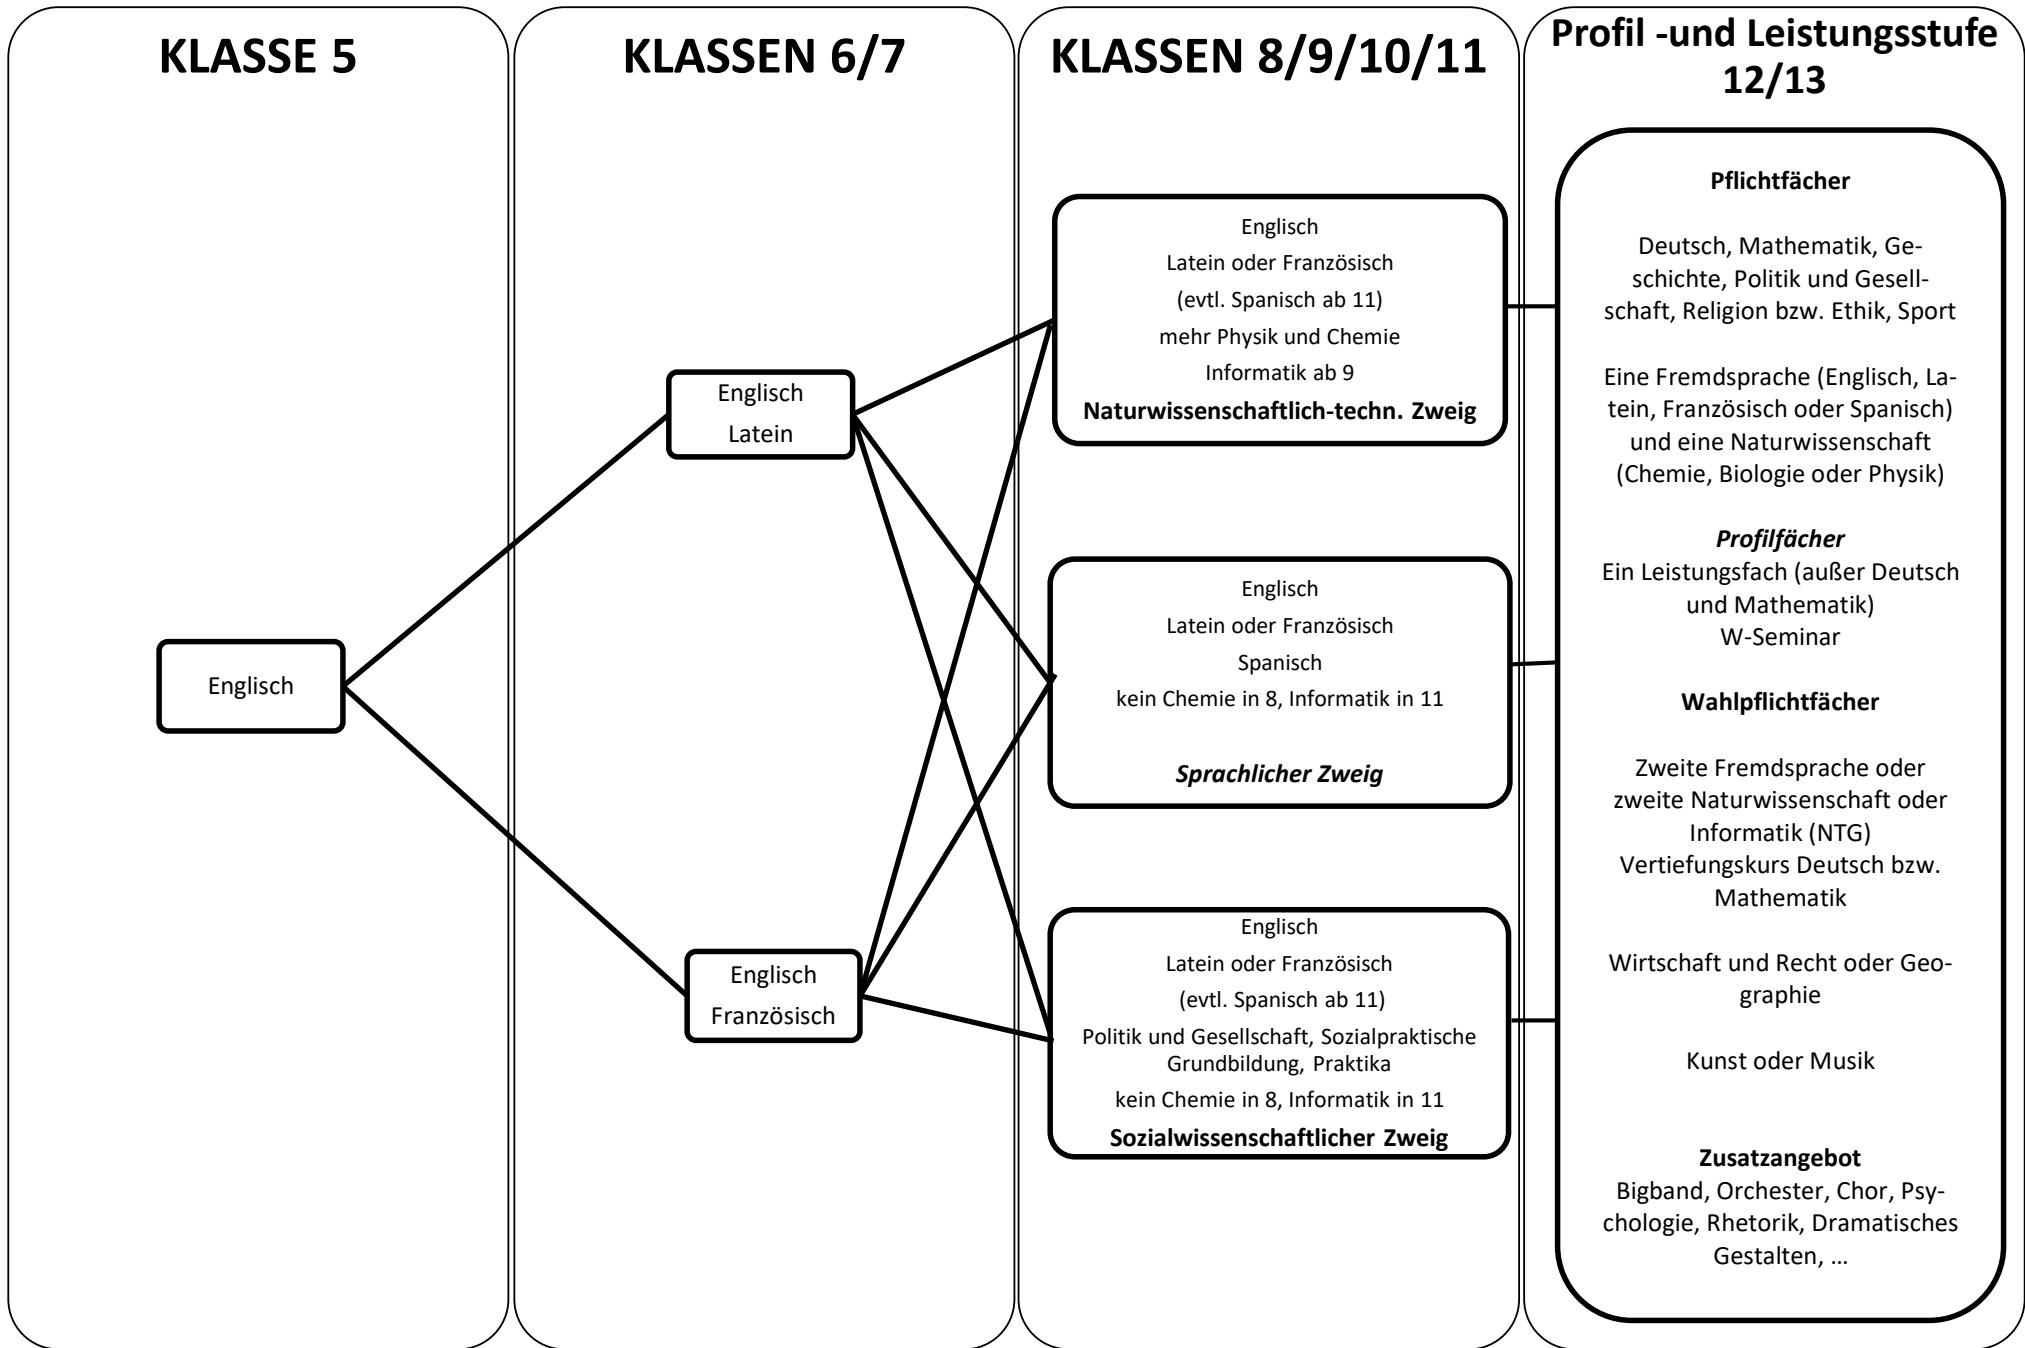 KLASSE 5
Englisch
KLASSEN 6/7
Englisch
Latein
Englisch
Französisch
KLASSEN 8/9/10/11
Englisch
Latein oder Französisch
(evtl. Spanisch ab 11)
mehr Physik und Chemie
Informatik ab 9
Naturwissenschaftlich-techn. Zweig
Englisch
Latein oder Französisch
Spanisch
kein Chemie in 8, Informatik in 11
Sprachlicher Zweig
Englisch
Latein oder Französisch
(evtl. Spanisch ab 11)
Politik und Gesellschaft, Sozialpraktische
Grundbildung, Praktika
kein Chemie in 8, Informatik in 11
Sozialwissenschaftlicher Zweig
Profil -und Leistungsstufe
12/13
Pflichtfächer
Deutsch, Mathematik, Ge-
schichte, Politik und Gesell-
schaft, Religion bzw. Ethik, Sport
Eine Fremdsprache (Englisch, La-
tein, Französisch oder Spanisch)
und eine Naturwissenschaft
(Chemie, Biologie oder Physik)
Profilfächer
Ein Leistungsfach (außer Deutsch
und Mathematik)
W-Seminar
Wahlpflichtfächer
Zweite Fremdsprache oder
zweite Naturwissenschaft oder
Informatik (NTG)
Vertiefungskurs Deutsch bzw.
Mathematik
Wirtschaft und Recht oder Geo-
graphie
Kunst oder Musik
Zusatzangebot
Bigband, Orchester, Chor, Psy-
chologie, Rhetorik, Dramatisches
Gestalten, …